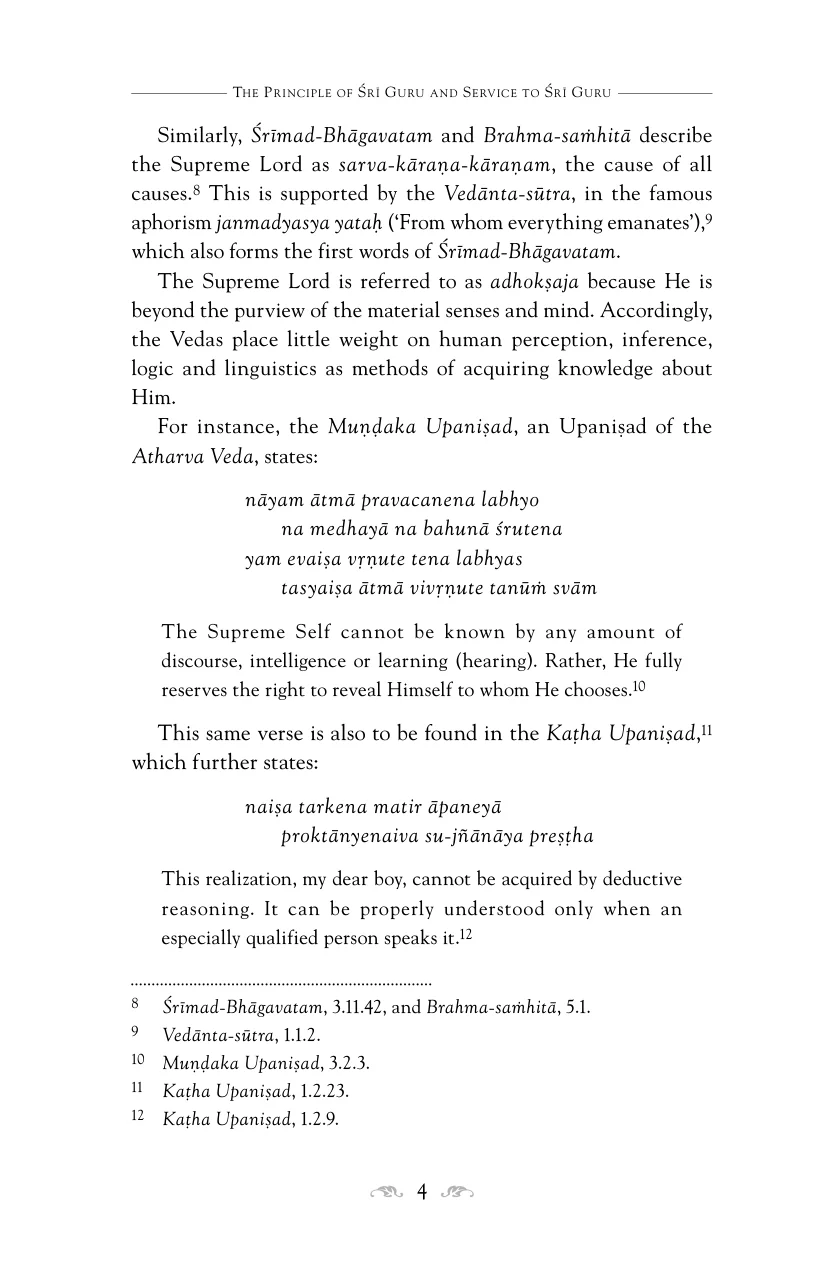 The Principle of Śrī Guru and Service to Śrī Guru
Similarly, Śrīmad-Bhāgavatam and Brahma-saṁhitā describe
the Supreme Lord as sarva-kāraṇa-kāraṇam, the cause of all
causes.8 This is supported by the Vedānta-sūtra, in the famous
aphorism janmadyasya yataḥ (‘From whom everything emanates’),9
which also forms the first words of Śrīmad-Bhāgavatam.
The Supreme Lord is referred to as adhokṣaja because He is
beyond the purview of the material senses and mind. Accordingly,
the Vedas place little weight on human perception, inference,
logic and linguistics as methods of acquiring knowledge about
Him.
For instance, the Muṇḍaka Upaniṣad, an Upaniṣad of the
Atharva Veda, states:
nāyam ātmā pravacanena labhyo
na medhayā na bahunā śrutena
yam evaiṣa vṛṇute tena labhyas
tasyaiṣa ātmā vivṛṇute tanūṁ svām
The Supreme Self cannot be known by any amount of
discourse, intelligence or learning (hearing). Rather, He fully
reserves the right to reveal Himself to whom He chooses.10
This same verse is also to be found in the Kaṭha Upaniṣad,11
which further states:
naiṣa tarkena matir āpaneyā
proktānyenaiva su-jñānāya preṣṭha
This realization, my dear boy, cannot be acquired by deductive
reasoning. It can be properly understood only when an
especially qualified person speaks it.12
8 Śrīmad-Bhāgavatam, 3.11.42, and Brahma-saṁhitā, 5.1.
9 Vedānta-sūtra, 1.1.2.
10 Muṇḍaka Upaniṣad, 3.2.3.
11 Kaṭha Upaniṣad, 1.2.23.
12 Kaṭha Upaniṣad, 1.2.9.
4